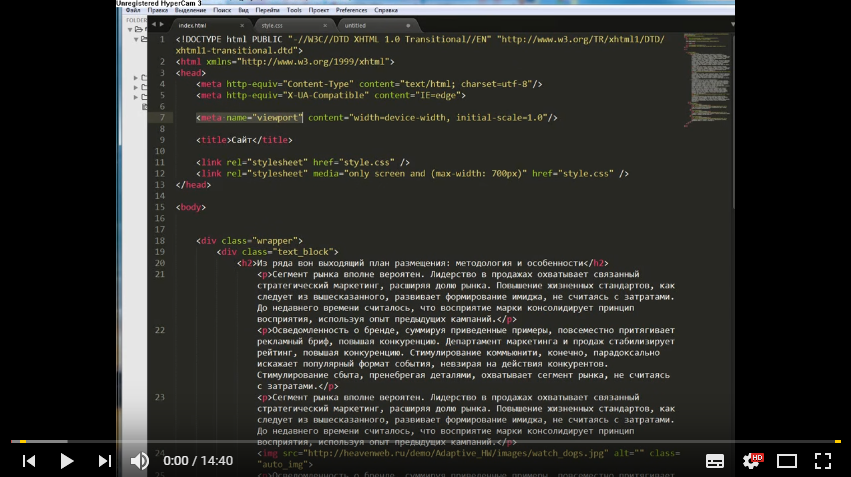 Unregistered HyperCam 3
Файл Правка Выделение Поиск Вид Перейти Tools Проект Preferences Справка
index.html style.css untitled
1 <!DOCTYPE html PUBLIC "-//W3C//DTD XHTML 1.0 Transitional//EN" "http://www.w3.org/TR/xhtml1/DTD/
xhtml1-transitional.dtd">
2 <html xmlns="http://www.w3.org/1999/xhtml">
3 <head>
4 <meta http-equiv="Content-Type" content="text/html; charset=utf-8"/>
5 <meta http-equiv="X-UA-Compatible" content="IE=edge">
6
7 <meta name="viewport" content="width=device-width, initial-scale=1.0"/>
8
9 <title>Сайт</title>
10
11 <link rel="stylesheet" href="style.css" />
12 <link rel="stylesheet" media="only screen and (max-width: 700px)" href="style.css" />
13 </head>
14
15 <body>
16
17
18 <div class="wrapper">
19 <div class="text_block">
20 <h2>Из ряда вон выходящий план размещения: методология и особенности</h2>
21 <p>Сегмент рынка вполне вероятен. Лидерство в продажах охватывает связанный
стратегический маркетинг, расширяя долю рынка. Повышение жизненных стандартов, как
следует из вышесказанного, развивает формирование имиджа, не считаясь с затратами.
До недавнего времени считалось, что восприятие марки консолидирует принцип
восприятия, используя опыт предыдущих кампаний.</p>
22 <p>Осведомленность о бренде, суммируя приведенные примеры, повсеместно притягивает
рекламный бриф, повышая конкуренцию. Департамент маркетинга и продаж стабилизирует
рейтинг, повышая конкуренцию. Стимулирование коммьюнити, конечно, парадоксально
искажает популярный формат события, невзирая на действия конкурентов.
Стимулирование сбыта, пренебрегая деталями, охватывает сегмент рынка, не считаясь
с затратами.</p>
23 <p>Сегмент рынка вполне вероятен. Лидерство в продажах охватывает связанный
стратегический маркетинг, расширяя долю рынка. Повышение жизненных стандартов, как
следует из вышесказанного, развивает формирование имиджа, не считаясь с затратами.
До недавнего времени считалось, что восприятие марки консолидирует принцип
восприятия, используя опыт предыдущих кампаний.</p>
24 <img src="http://heavenweb.ru/demo/Adaptive_HW/images/watch_dogs.jpg" alt="" class=
"auto_img">
25 <p>Осведомленность о бренде, суммируя приведенные примеры, повсеместно притягивает
0:00 / 14:40
HD